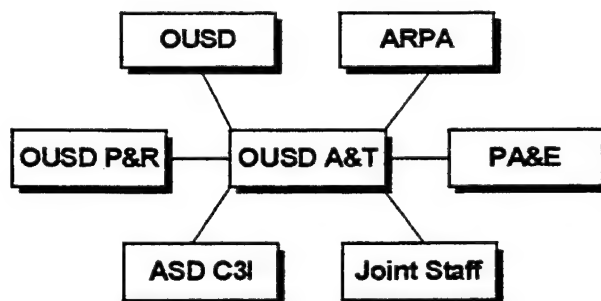 OUSD
ARPA
OUSD P&R
OUSD A&T
PA&E
ASD C3I
Joint Staff